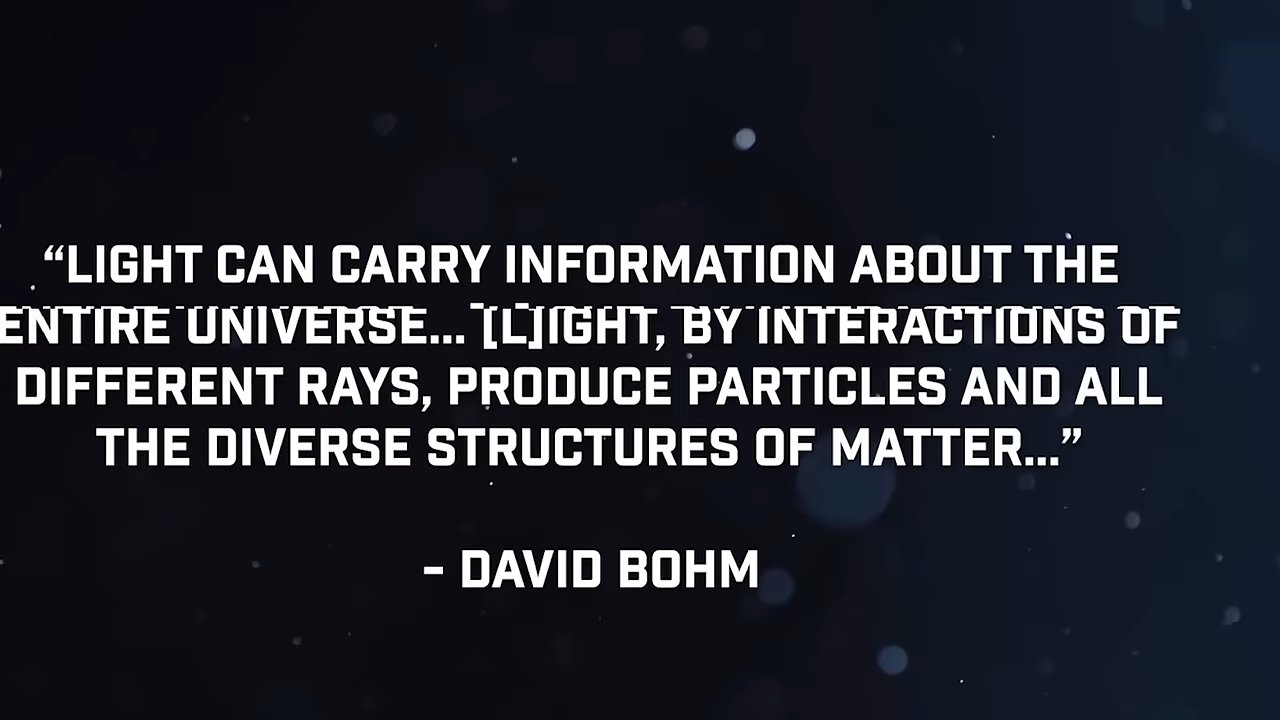 “LIGHT CAN CARRY INFORMATION ABOUT THE
ENTIRE UNIVERSE... [L]IGHT, BY INTERACTIONS OF
DIFFERENT RAYS, PRODUCE PARTICLES AND ALL
THE DIVERSE STRUCTURES OF MATTER...”
- DAVID BOHM